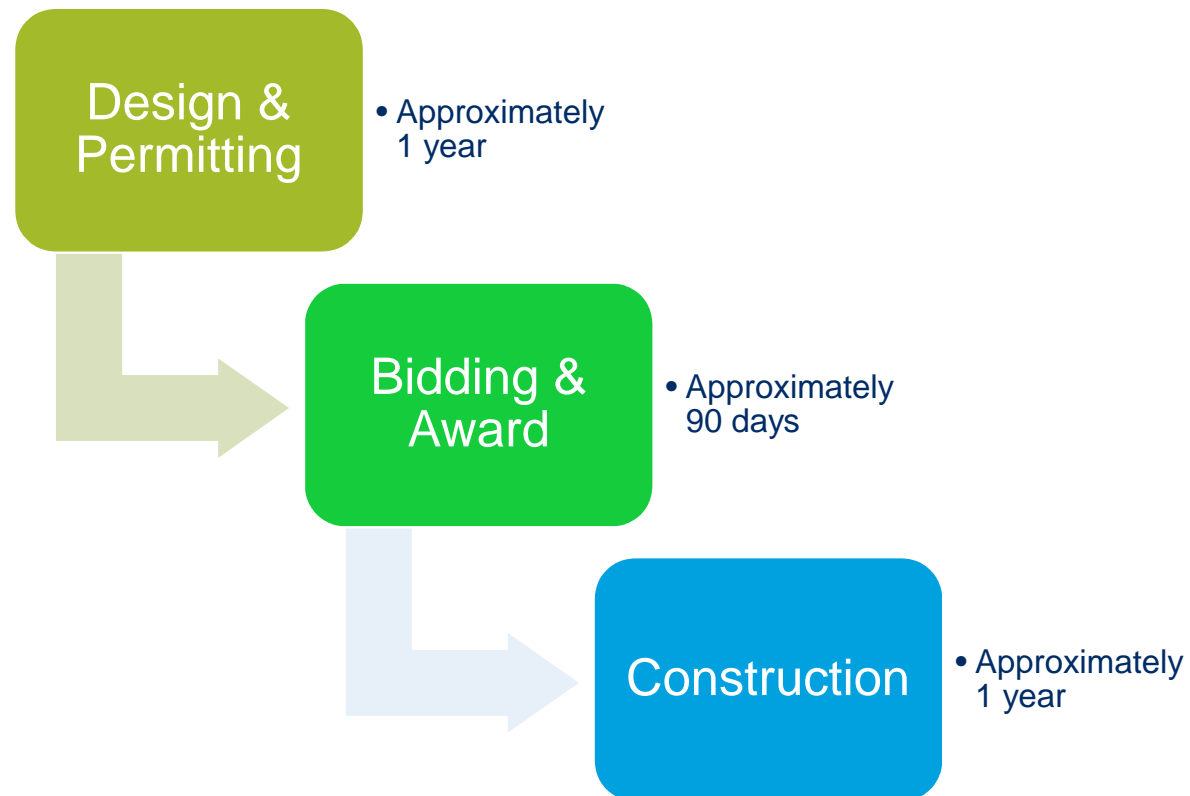 Design &
Permitting
• Approximately
1 year
Bidding &
Award
• Approximately
90 days
Construction
• Approximately
1 year